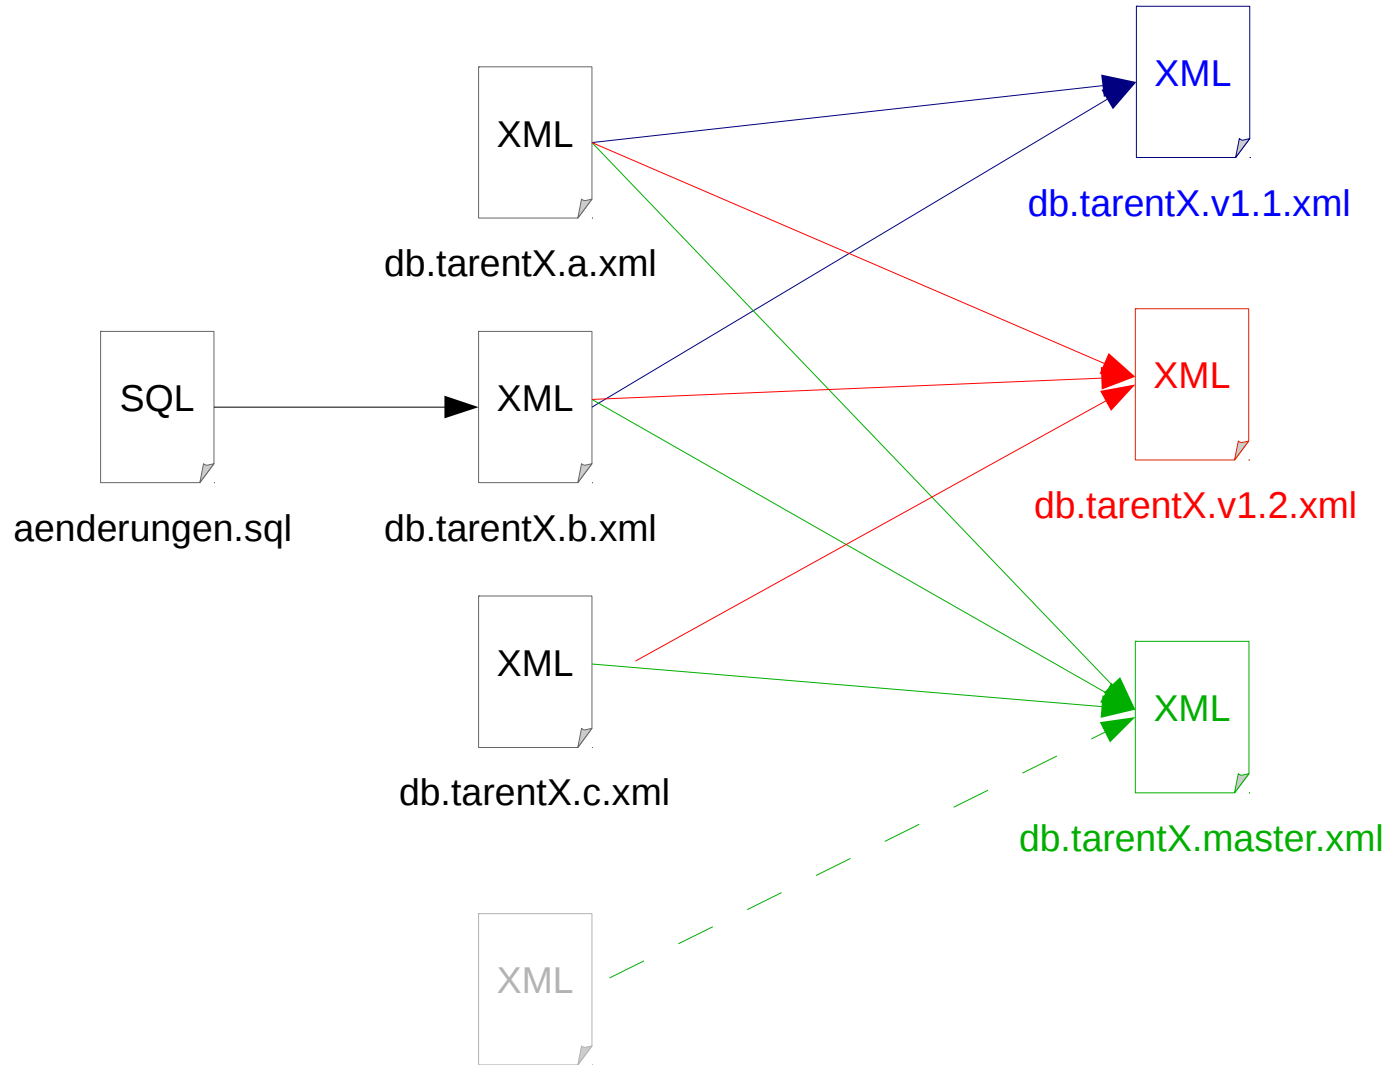 XML
db.tarentX.v1.1.xml
XML
db.tarentX.a.xml
XML
db.tarentX.v1.2.xml
SQL
aenderungen.sql
XML
db.tarentX.b.xml
XML
db.tarentX.c.xml
XML
db.tarentX.master.xml
XML